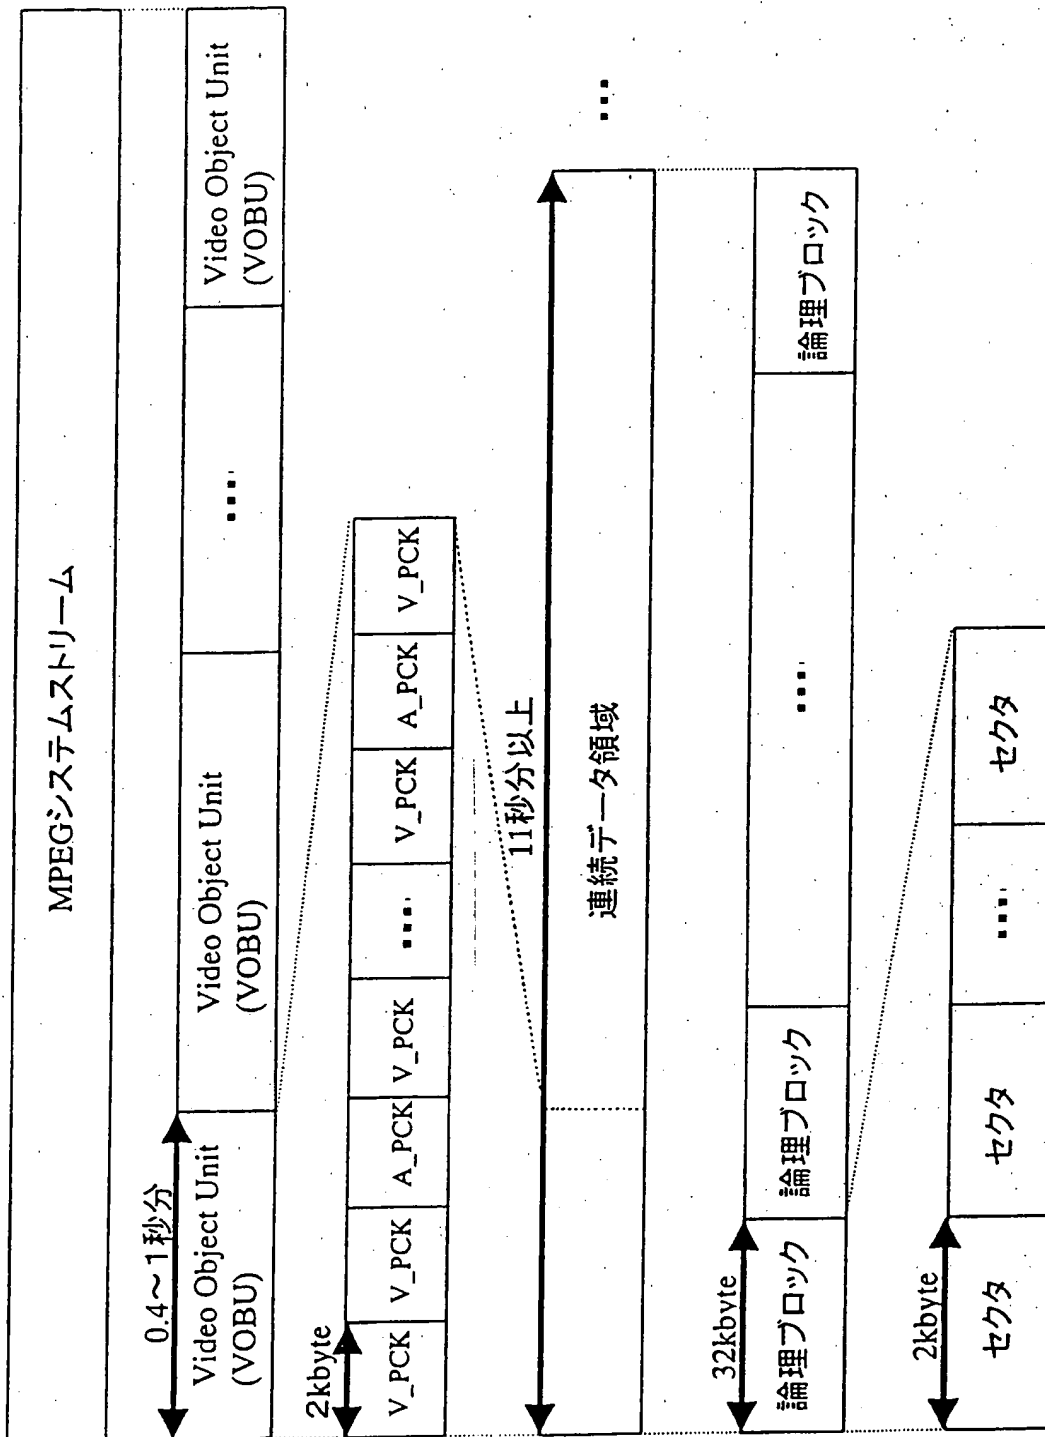 MPEGシステムストリーム
0.4～1秒分
Video Object Unit
(VOBU)
Video Object Unit
(VOBU)
....
Video Object Unit
(VOBU)
2kbyte
V_PCK
V_PCK
A_PCK
V_PCK
....
V_PCK
A_PCK
V_PCK
11秒分以上
連続データ領域
...
32kbyte
論理ブロック
論理ブロック
....
論理ブロック
2kbyte
セクタ
セクタ
....
セクタ